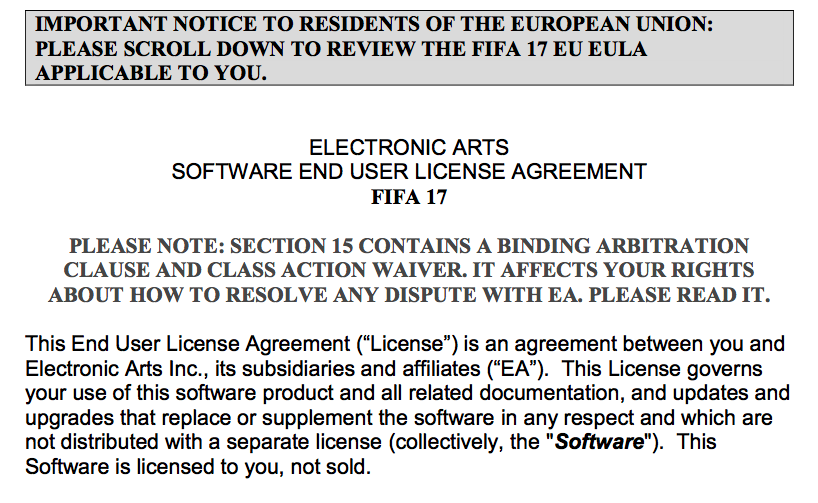 IMPORTANT NOTICE TO RESIDENTS OF THE EUROPEAN UNION:
PLEASE SCROLL DOWN TO REVIEW THE FIFA 17 EU EULA
APPLICABLE TO YOU.
ELECTRONIC ARTS
SOFTWARE END USER LICENSE AGREEMENT
FIFA 17
PLEASE NOTE: SECTION 15 CONTAINS A BINDING ARBITRATION
CLAUSE AND CLASS ACTION WAIVER. IT AFFECTS YOUR RIGHTS
ABOUT HOW TO RESOLVE ANY DISPUTE WITH EA. PLEASE READ IT.
This End User License Agreement (“License”) is an agreement between you and
Electronic Arts Inc., its subsidiaries and affiliates (“EA”).  This License governs
your use of this software product and all related documentation, and updates and
upgrades that replace or supplement the software in any respect and which are
not distributed with a separate license (collectively, the "Software").  This
Software is licensed to you, not sold.